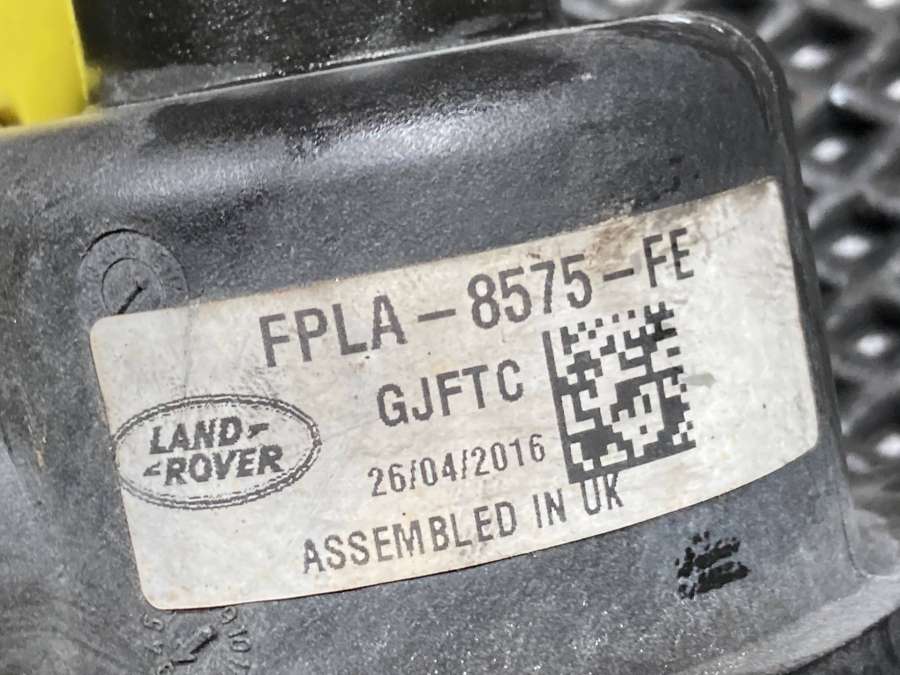 FPLA-8575-FE
GJFTC
LAND
ROVER
26/04/2016
ASSEMBLED IN UK